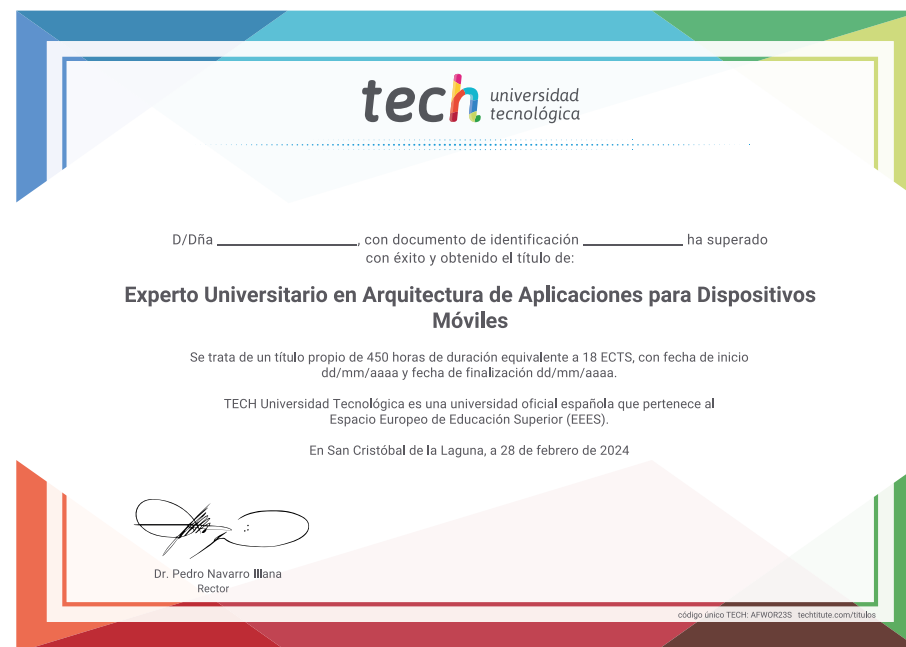 tech universidad
tecnológica
D/Dña ________________, con documento de identificación ____________ ha superado
con éxito y obtenido el título de:
Experto Universitario en Arquitectura de Aplicaciones para Dispositivos
Móviles
Se trata de un título propio de 450 horas de duración equivalente a 18 ECTS, con fecha de inicio
dd/mm/aaaa y fecha de finalización dd/mm/aaaa.
TECH Universidad Tecnológica es una universidad oficial española que pertenece al
Espacio Europeo de Educación Superior (EEES).
En San Cristóbal de la Laguna, a 28 de febrero de 2024
Dr. Pedro Navarro Illana
Rector
código único TECH: AFWOR23S techtitute.com/titulos